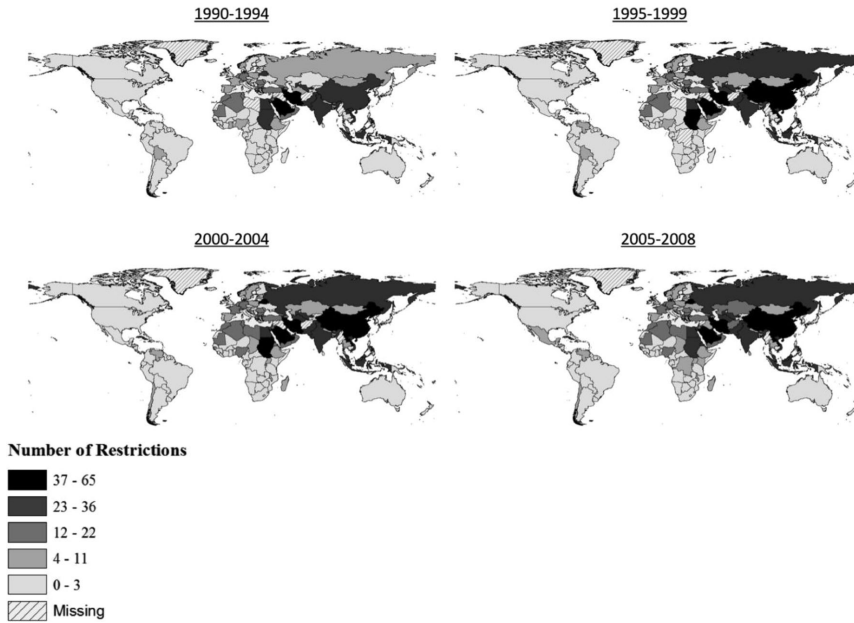 1990-1994
1995-1999
2000-2004
2005-2008
Number of Restrictions
37 - 65
23 - 36
12 - 22
4 - 11
0 - 3
Missing